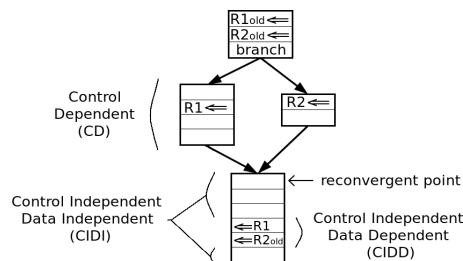 R1old
R2old
branch
R1
R2
Control
Dependent
(CD)
reconvergent point
Control Independent
Data Independent
(CIDI)
R1
R2old
Control Independent
Data Dependent
(CIDD)